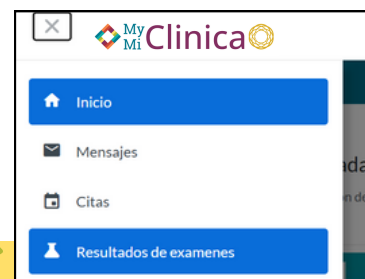 My
Mi Clinica
Inicio
Mensajes
Citas
Resultados de examenes